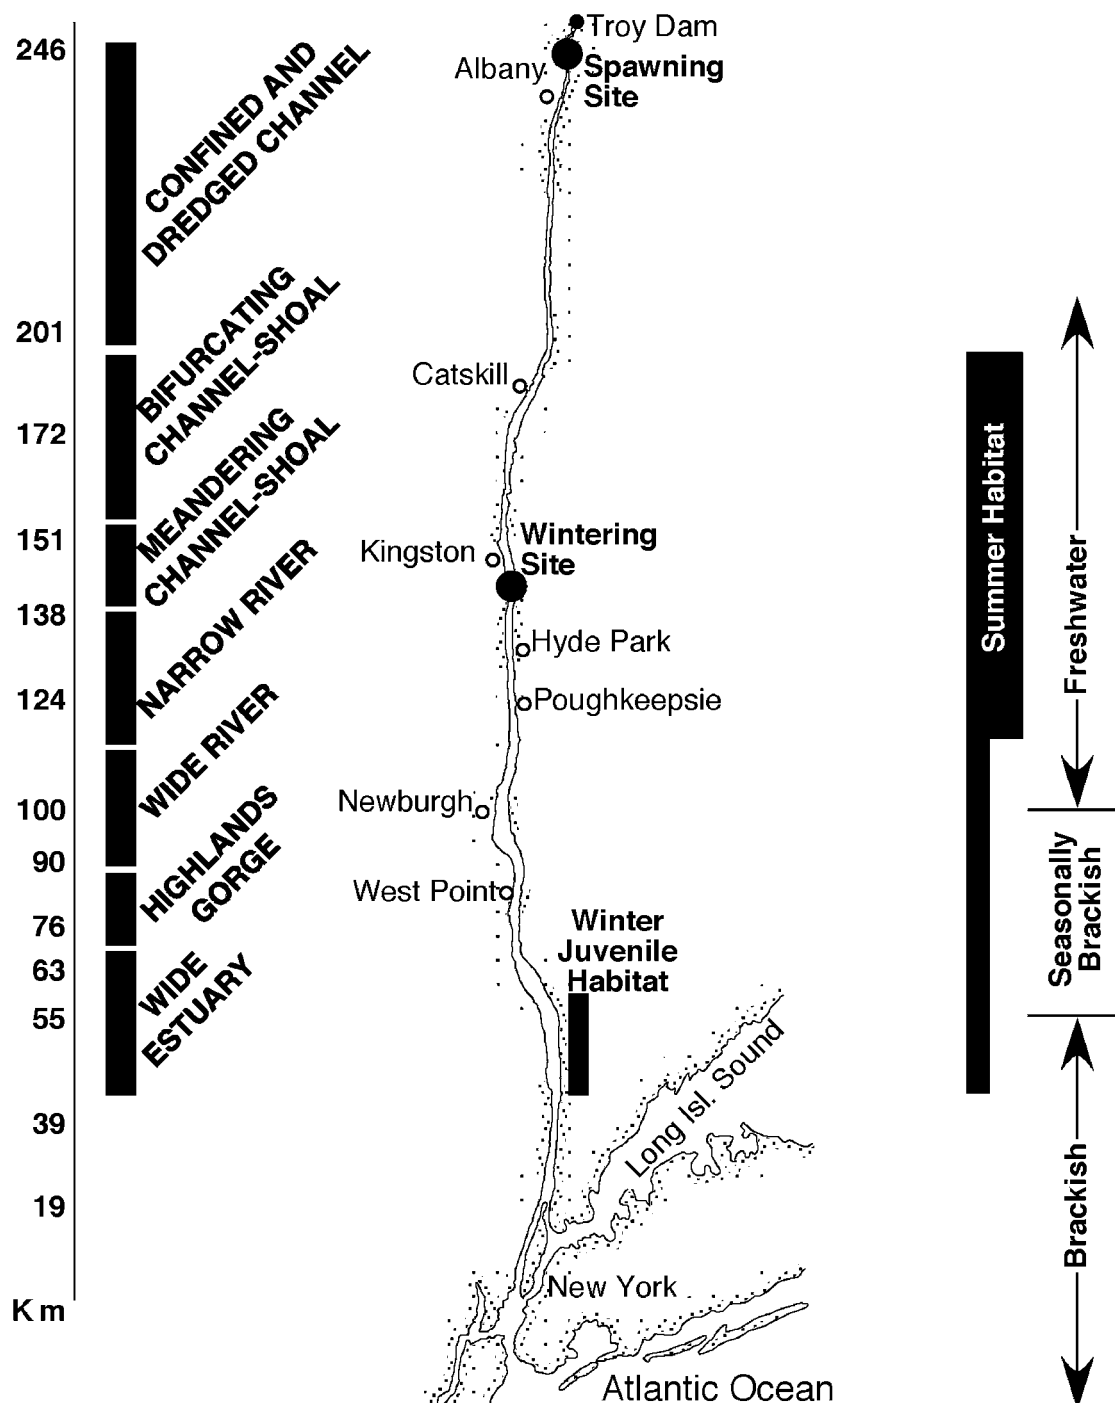 246
201
172
151
138
124
100
90
76
63
55
39
19
Km
CONFINED AND
DREDGED CHANNEL
BIFURCATING
CHANNEL-SHOAL
MEANDERING
CHANNEL-SHOAL
NARROW RIVER
WIDE RIVER
HIGHLANDS
GORGE
WIDE
ESTUARY
Troy Dam
Albany
Spawning
Site
Catskill
Kingston
Wintering
Site
Hyde Park
Poughkeepsie
Newburgh
West Point
Winter
Juvenile
Habitat
Long Isl. Sound
New York
Atlantic Ocean
Summer Habitat
Freshwater
Seasonally
Brackish
Brackish